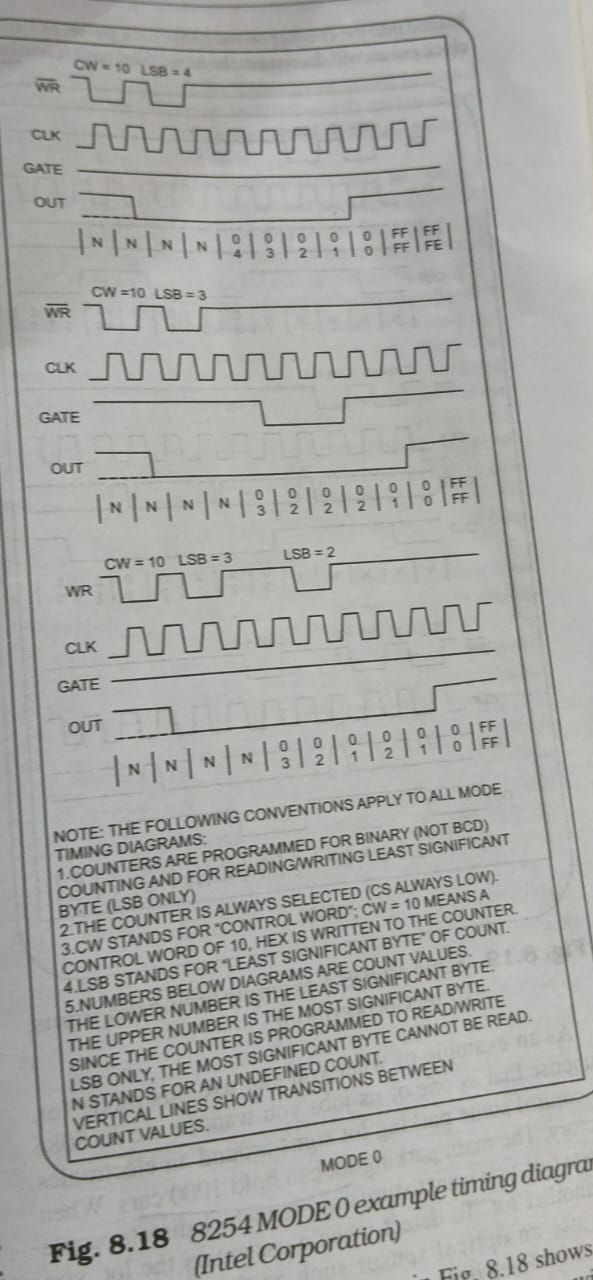 CW = 10 LSB = 4
WR
CLK
GATE
OUT
| N | N | N | N | 0 4 | 0 3 | 0 2 | 0 1 | 0 0 | FF FF | FF FE |
CW =10 LSB = 3
WR
CLK
GATE
OUT
| N | N | N | N | 0 3 | 0 2 | 0 2 | 0 2 | 0 1 | 0 0 | FF FF |
CW = 10 LSB = 3 LSB = 2
WR
CLK
GATE
OUT
| N | N | N | N | 0 3 | 0 2 | 0 1 | 0 2 | 0 1 | 0 0 | FF FF |
NOTE: THE FOLLOWING CONVENTIONS APPLY TO ALL MODE
TIMING DIAGRAMS:
1.COUNTERS ARE PROGRAMMED FOR BINARY (NOT BCD)
COUNTING AND FOR READING/WRITING LEAST SIGNIFICANT
BYTE (LSB ONLY)
2.THE COUNTER IS ALWAYS SELECTED (CS ALWAYS LOW).
3.CW STANDS FOR "CONTROL WORD"; CW = 10 MEANS A
CONTROL WORD OF 10, HEX IS WRITTEN TO THE COUNTER.
4.LSB STANDS FOR "LEAST SIGNIFICANT BYTE" OF COUNT.
5.NUMBERS BELOW DIAGRAMS ARE COUNT VALUES.
THE LOWER NUMBER IS THE LEAST SIGNIFICANT BYTE.
THE UPPER NUMBER IS THE MOST SIGNIFICANT BYTE.
SINCE THE COUNTER IS PROGRAMMED TO READ/WRITE
LSB ONLY, THE MOST SIGNIFICANT BYTE CANNOT BE READ.
N STANDS FOR AN UNDEFINED COUNT.
VERTICAL LINES SHOW TRANSITIONS BETWEEN
COUNT VALUES.
MODE 0
Fig. 8.18 8254 MODE 0 example timing diagra
(Intel Corporation)
Fig. 8.18 shows